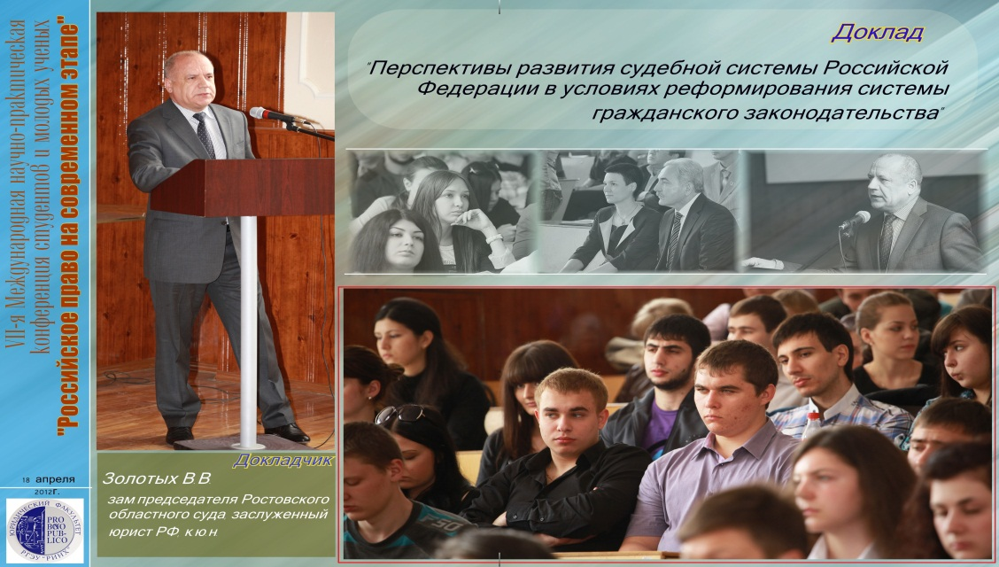 VII-я Международная научно-практическая
конференция студентов и молодых ученых
"Российское право на современном этапе"
18 апреля
2012г.
ЮРИДИЧЕСКИЙ ФАКУЛЬТЕТ
PRO
BONO
PUB-
LICO
РГЭУ "РИНХ"
Докладчик
Золотых В В
зам председателя Ростовского
областного суда заслуженный
юрист РФ, к ю н
Доклад
"Перспективы развития судебной системы Российской
Федерации в условиях реформирования системы
гражданского законодательства"